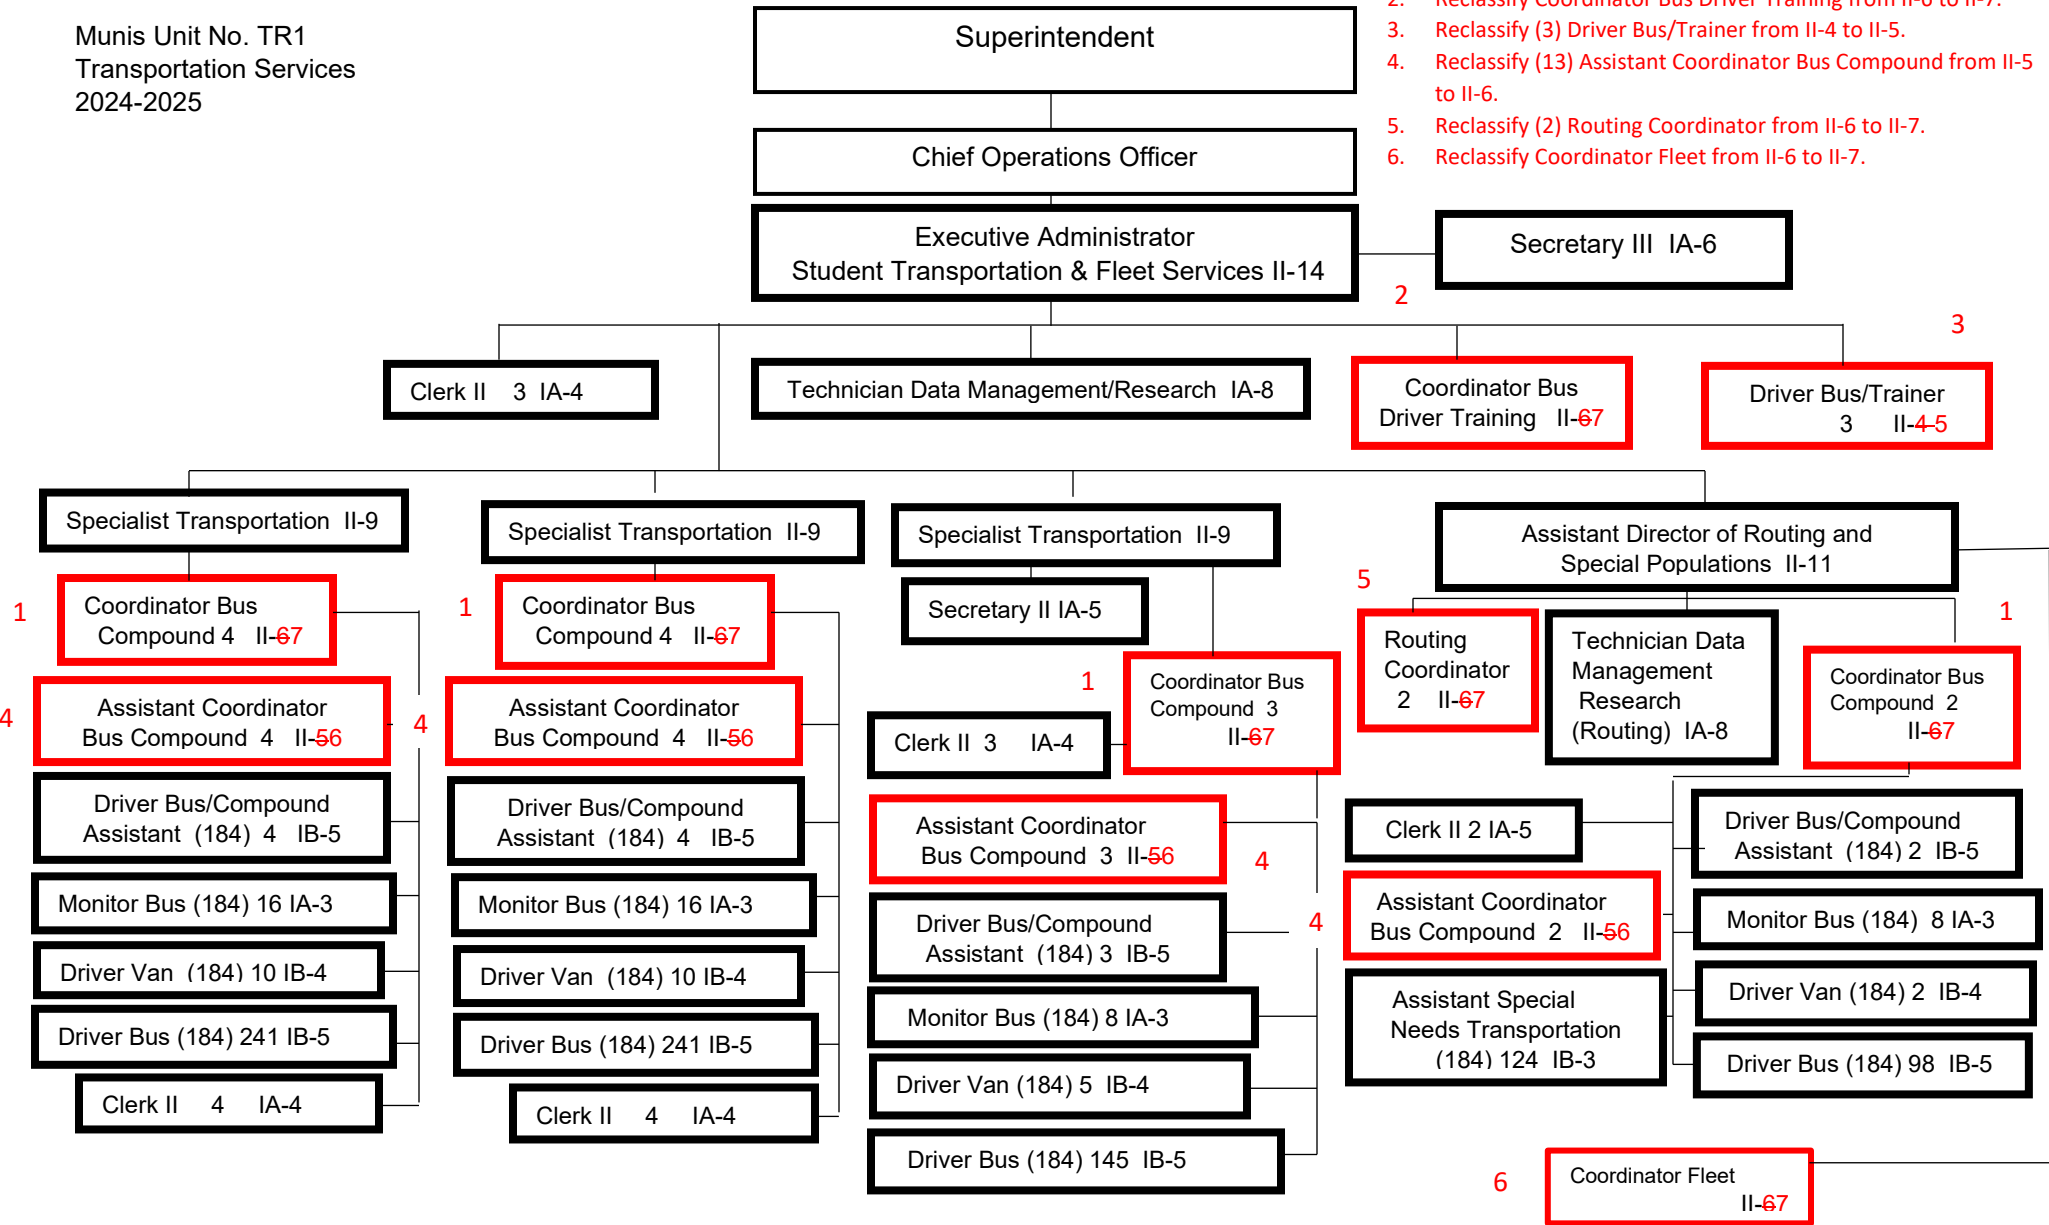 Munis Unit No. TR1
Transportation Services
2024-2025
2. Reclassify Coordinator Bus Driver Training from II-6 to II-7.
3. Reclassify (3) Driver Bus/Trainer from II-4 to II-5.
4. Reclassify (13) Assistant Coordinator Bus Compound from II-5
to II-6.
5. Reclassify (2) Routing Coordinator from II-6 to II-7.
6. Reclassify Coordinator Fleet from II-6 to II-7.
Superintendent
Chief Operations Officer
Executive Administrator
Student Transportation & Fleet Services II-14
Secretary III IA-6
2
3
Clerk II 3 IA-4
Technician Data Management/Research IA-8
Coordinator Bus
Driver Training II-67
Driver Bus/Trainer
3 II-4-5
Specialist Transportation II-9
1
Coordinator Bus
Compound 4 II-67
4
Assistant Coordinator
Bus Compound 4 II-56
4
Driver Bus/Compound
Assistant (184) 4 IB-5
Monitor Bus (184) 16 IA-3
Driver Van (184) 10 IB-4
Driver Bus (184) 241 IB-5
Clerk II 4 IA-4
Specialist Transportation II-9
1
Coordinator Bus
Compound 4 II-67
Assistant Coordinator
Bus Compound 4 II-56
Driver Bus/Compound
Assistant (184) 4 IB-5
Monitor Bus (184) 16 IA-3
Driver Van (184) 10 IB-4
Driver Bus (184) 241 IB-5
Clerk II 4 IA-4
Specialist Transportation II-9
Secretary II IA-5
1
Coordinator Bus
Compound 3
II-67
Clerk II 3 IA-4
Assistant Coordinator
Bus Compound 3 II-56
4
Driver Bus/Compound
Assistant (184) 3 IB-5
4
Monitor Bus (184) 8 IA-3
Driver Van (184) 5 IB-4
Driver Bus (184) 145 IB-5
Assistant Director of Routing and
Special Populations II-11
5
Routing
Coordinator
2 II-67
Technician Data
Management
Research
(Routing) IA-8
1
Coordinator Bus
Compound 2
II-67
Clerk II 2 IA-5
Assistant Coordinator
Bus Compound 2 II-56
Assistant Special
Needs Transportation
(184) 124 IB-3
Driver Bus/Compound
Assistant (184) 2 IB-5
Monitor Bus (184) 8 IA-3
Driver Van (184) 2 IB-4
Driver Bus (184) 98 IB-5
6
Coordinator Fleet
II-67